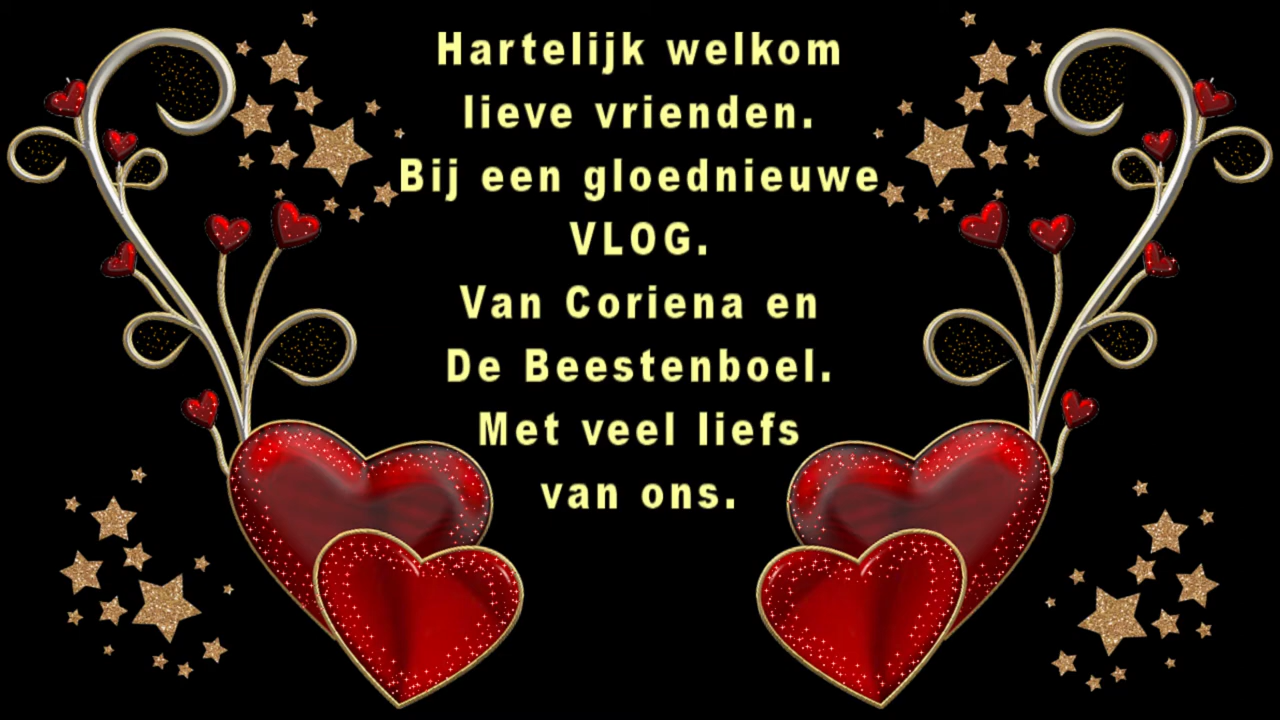 Hartelijk welkom
lieve vrienden.
Bij een gloednieuwe
VLOG.
Van Coriena en
De Beestenboel.
Met veel liefs
van ons.